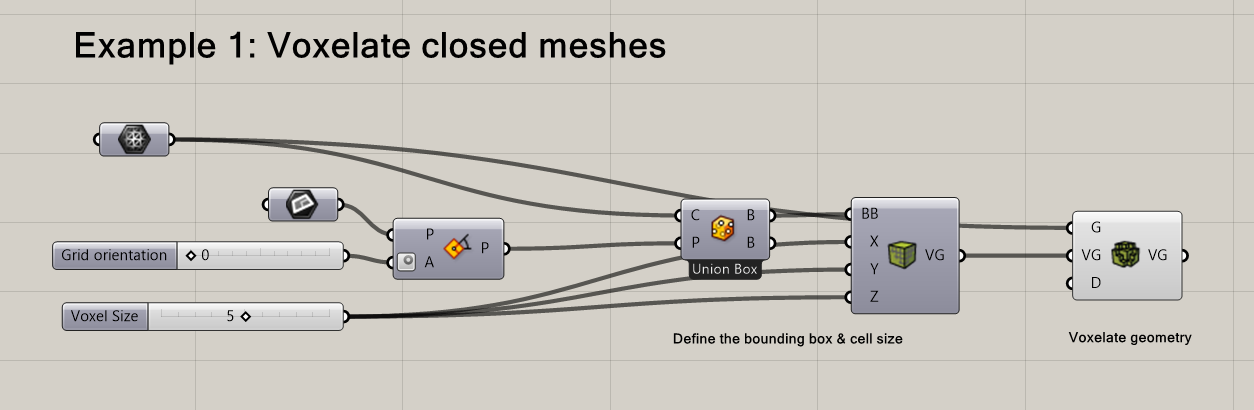 Example 1: Voxelate closed meshes
Grid orientation 0
P P
A
Voxel Size 5
C B
P B
Union Box
BB
X
Y VG
Z
G
VG VG
D
Define the bounding box & cell size
Voxelate geometry